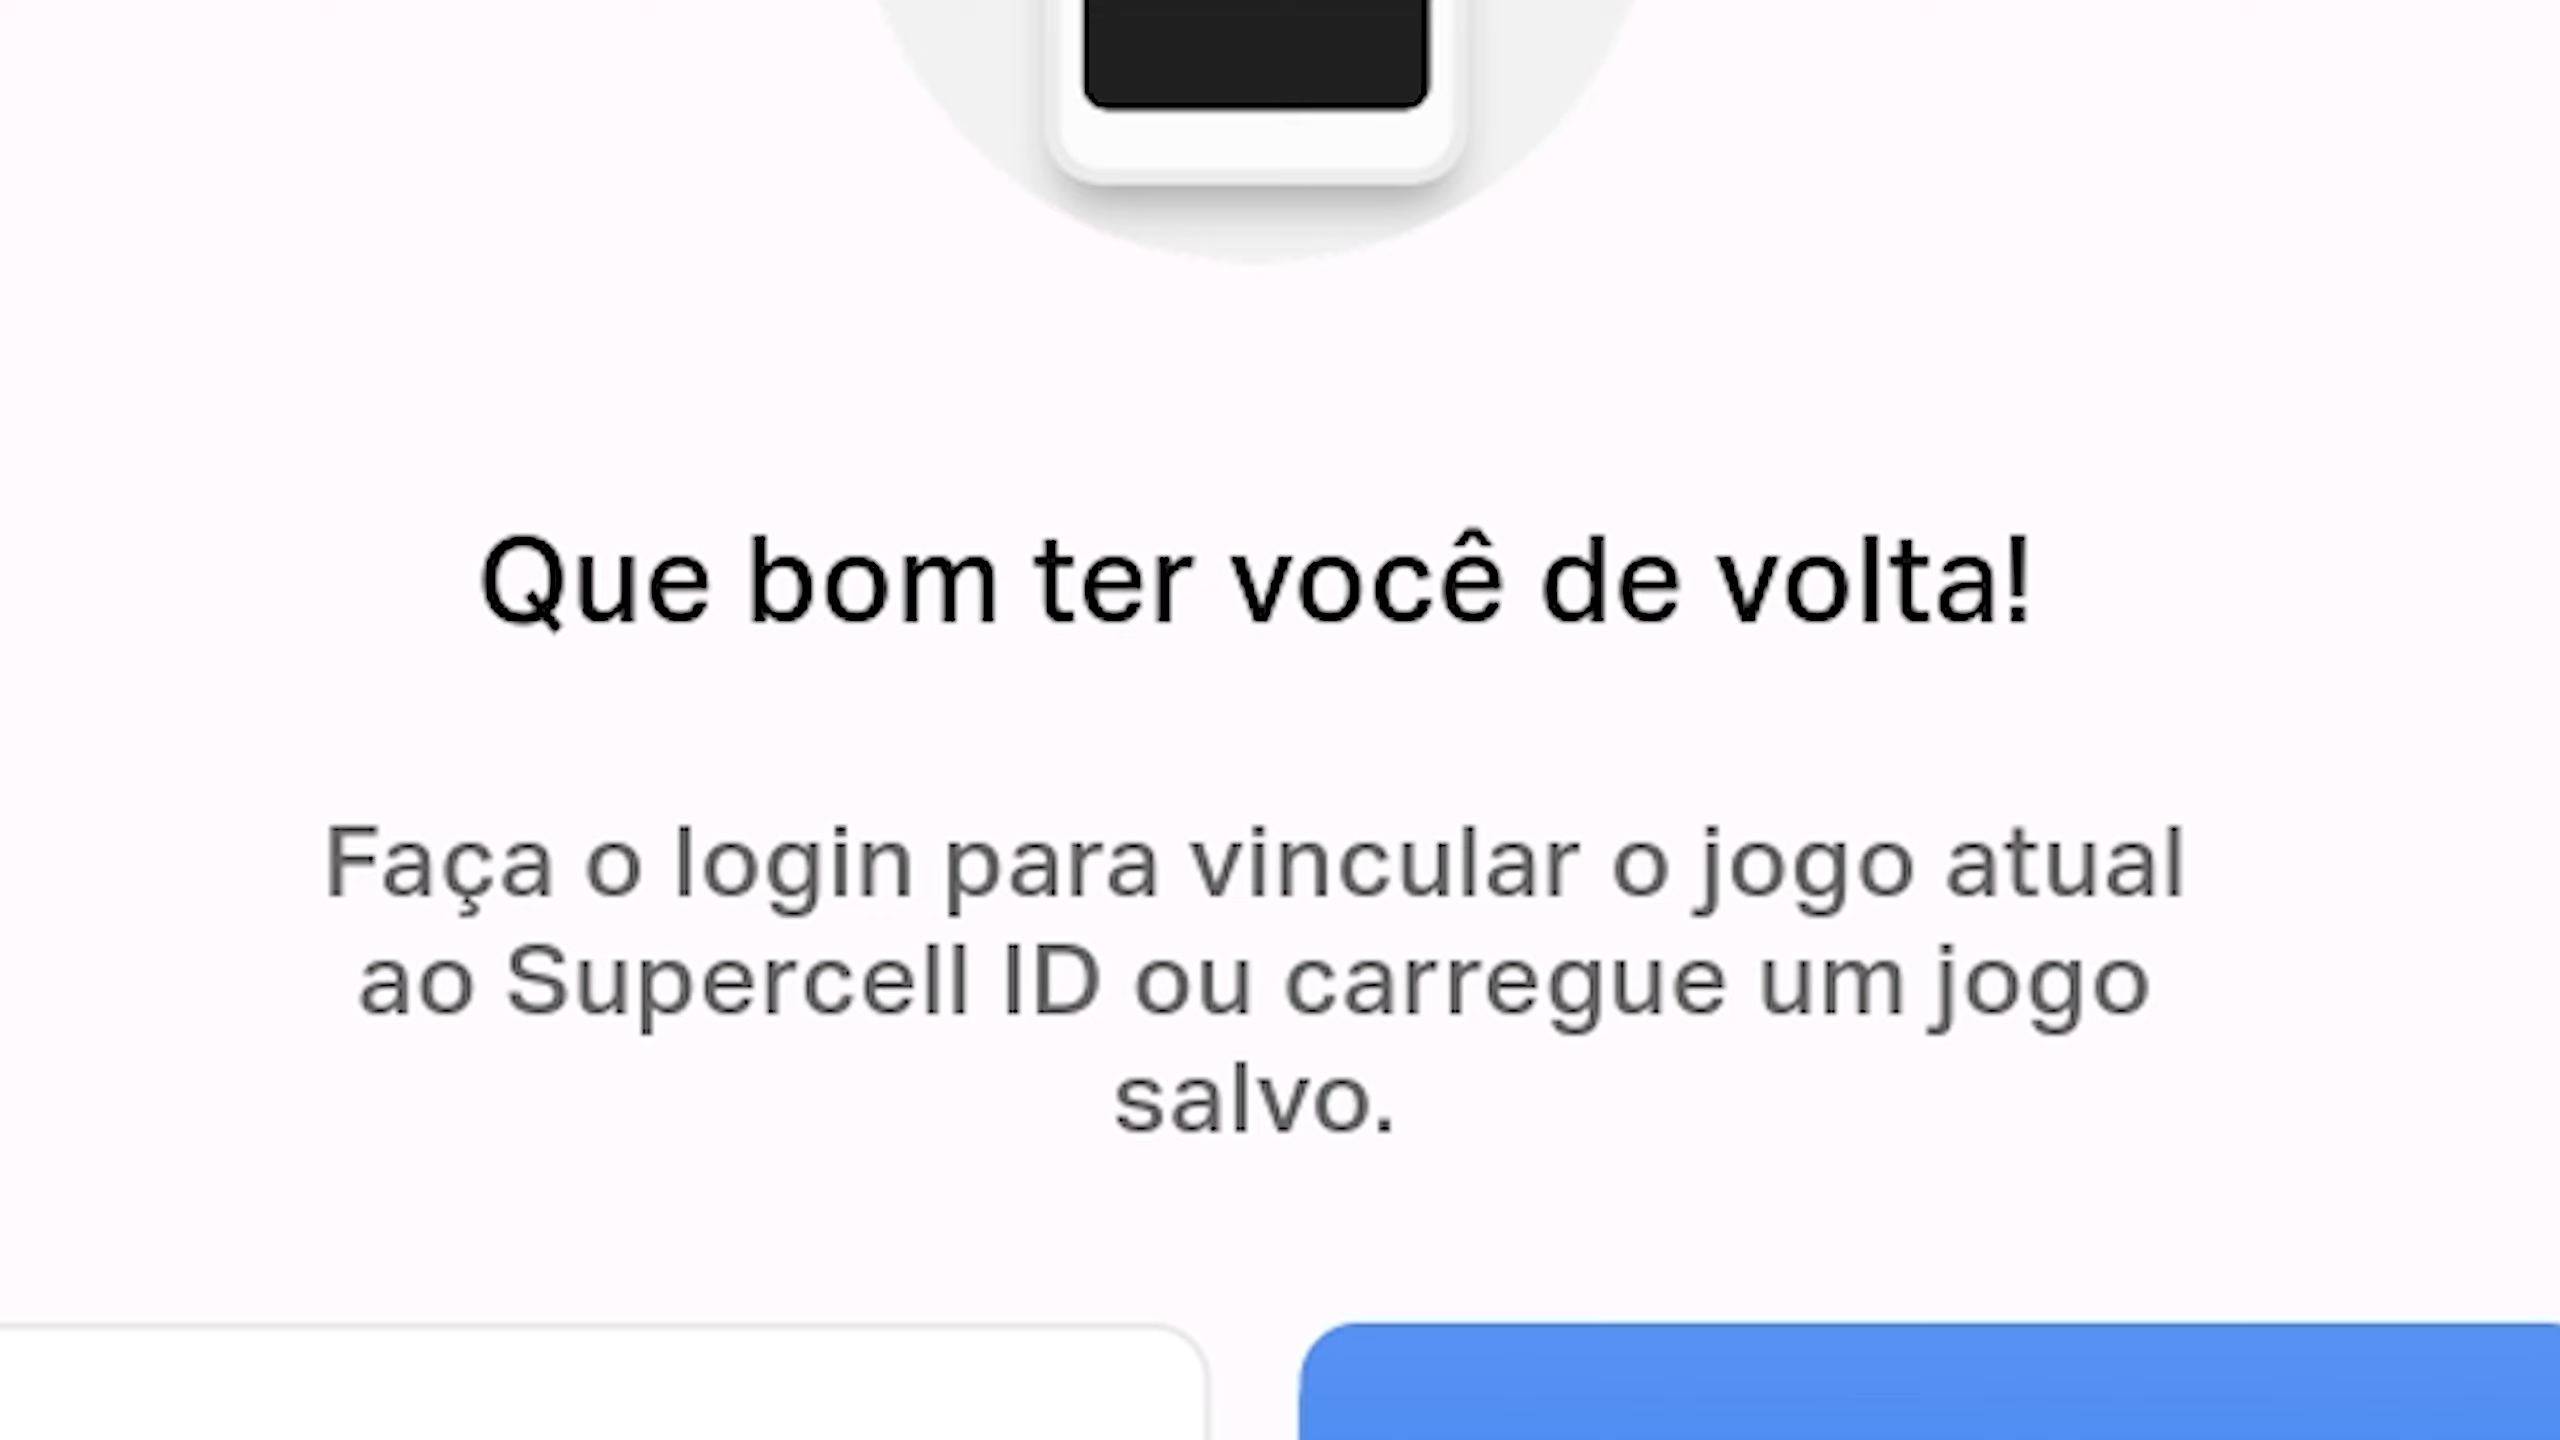 Que bom ter você de volta!
Faça o login para vincular o jogo atual
ao Supercell ID ou carregue um jogo
salvo.